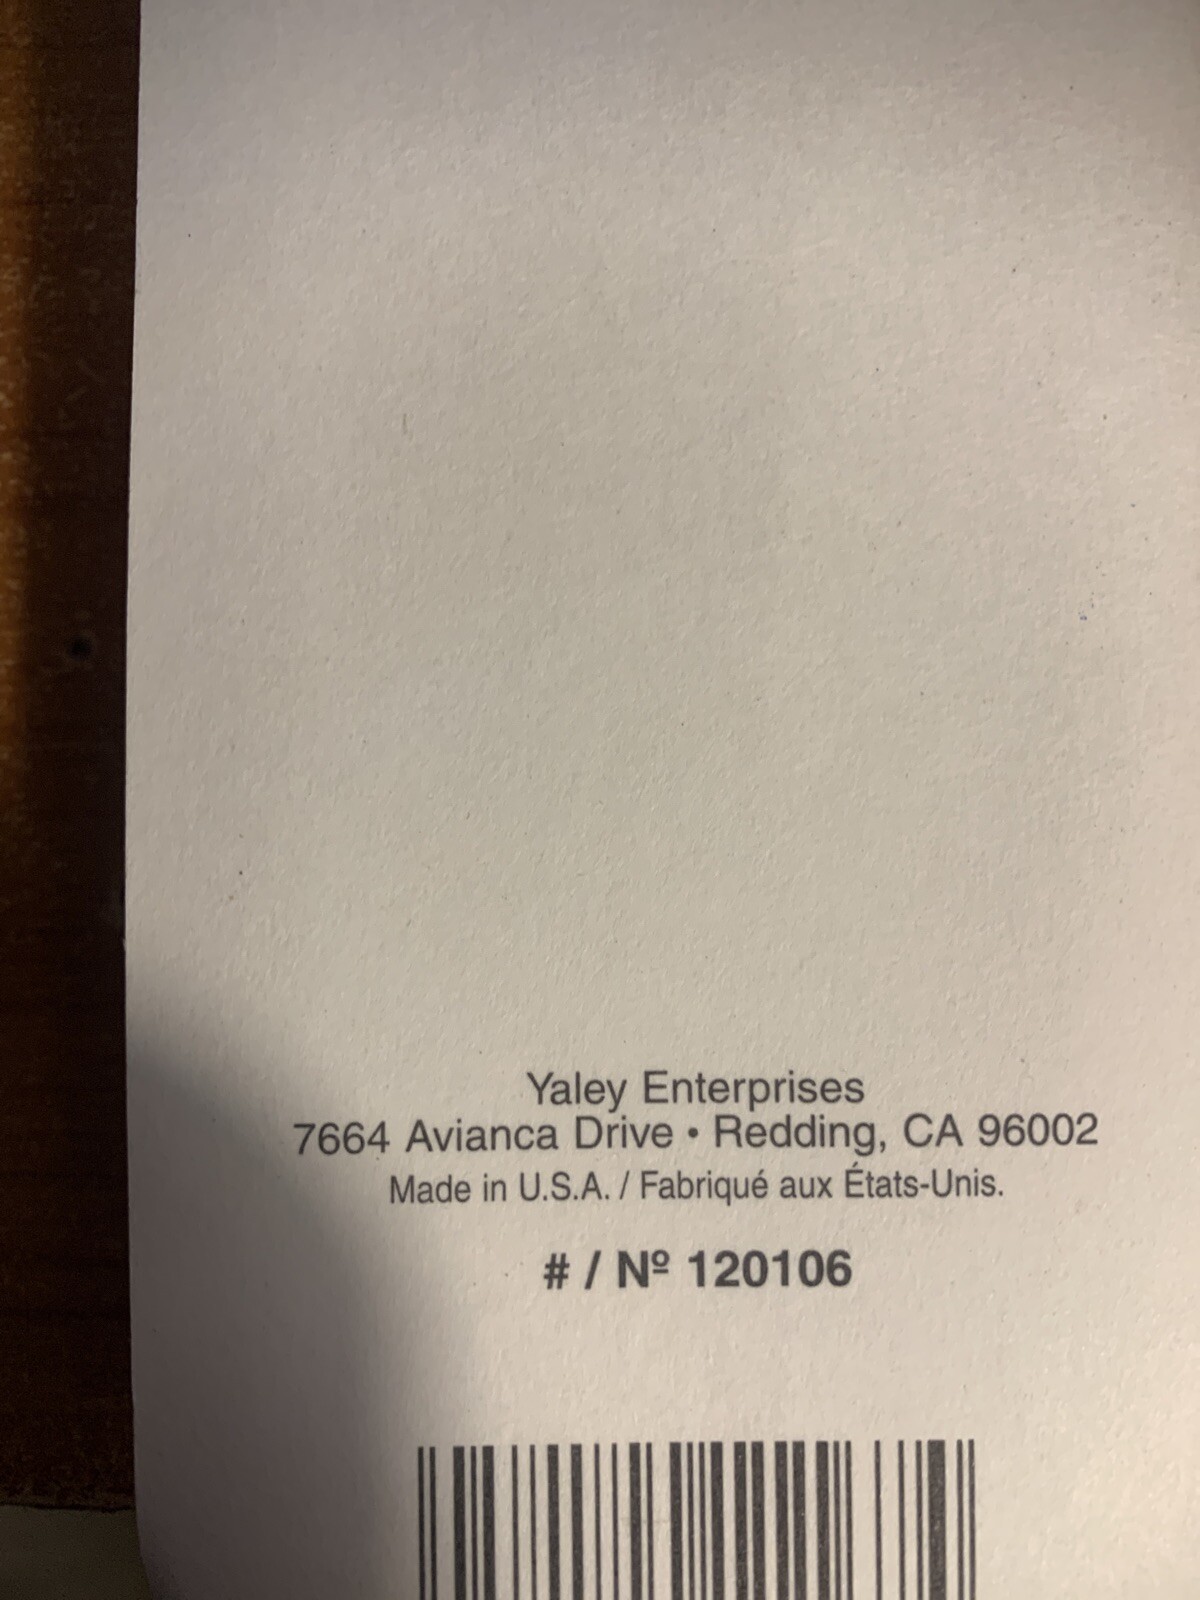 Yaley Enterprises
7664 Avianca Drive • Redding, CA 96002
Made in U.S.A. / Fabriqué aux États-Unis.
# / Nº 120106